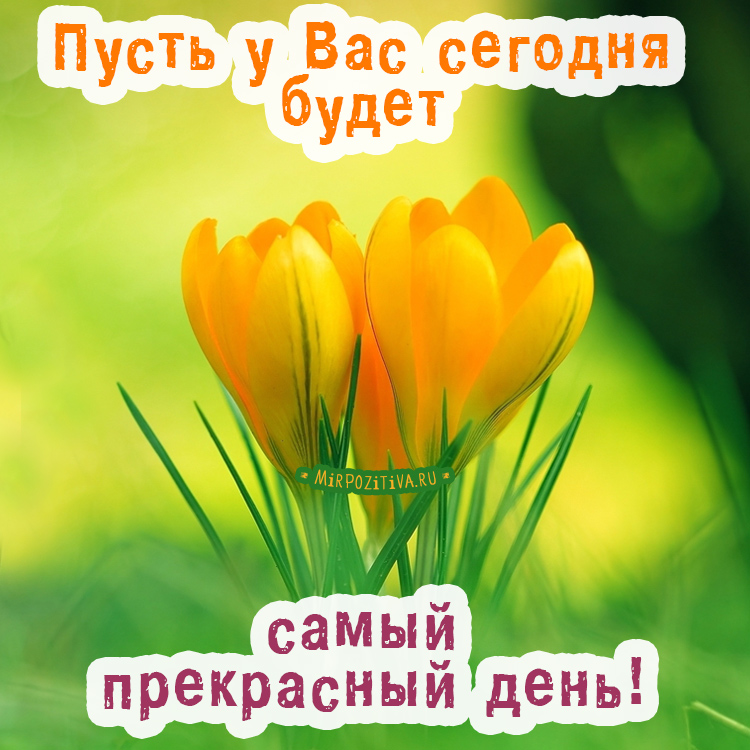 Пусть у Вас сегодня
будет
MiRPOZiTiVA.RU
самый
прекрасный день!